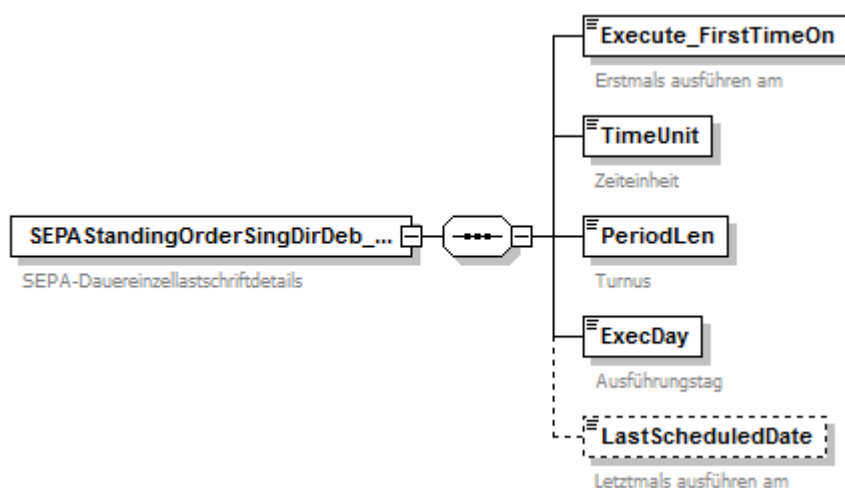 Execute_FirstTimeOn
Erstmals ausführen am
TimeUnit
Zeiteinheit
SEPAStandingOrderSingDirDeb_...
SEPA-Dauereinzellastschriftdetails
PeriodLen
Turnus
ExecDay
Ausführungstag
LastScheduledDate
Letztmals ausführen am